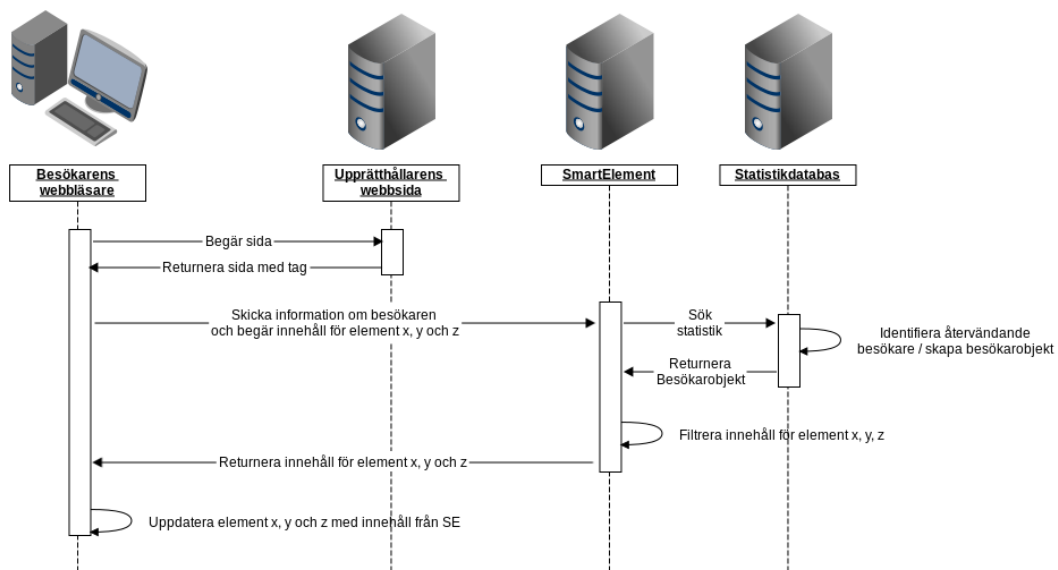 Besökarens
webbläsare
Upprätthållarens
webbsida
SmartElement
Statistikdatabas
Begär sida
Returnera sida med tag
Skicka information om besökaren
och begär innehåll för element x, y och z
Sök
statistik
Identifiera återvändande
besökare / skapa besökarobjekt
Returnera
Besökarobjekt
Filtrera innehåll för element x, y, z
Returnera innehåll för element x, y och z
Uppdatera element x, y och z med innehåll från SE